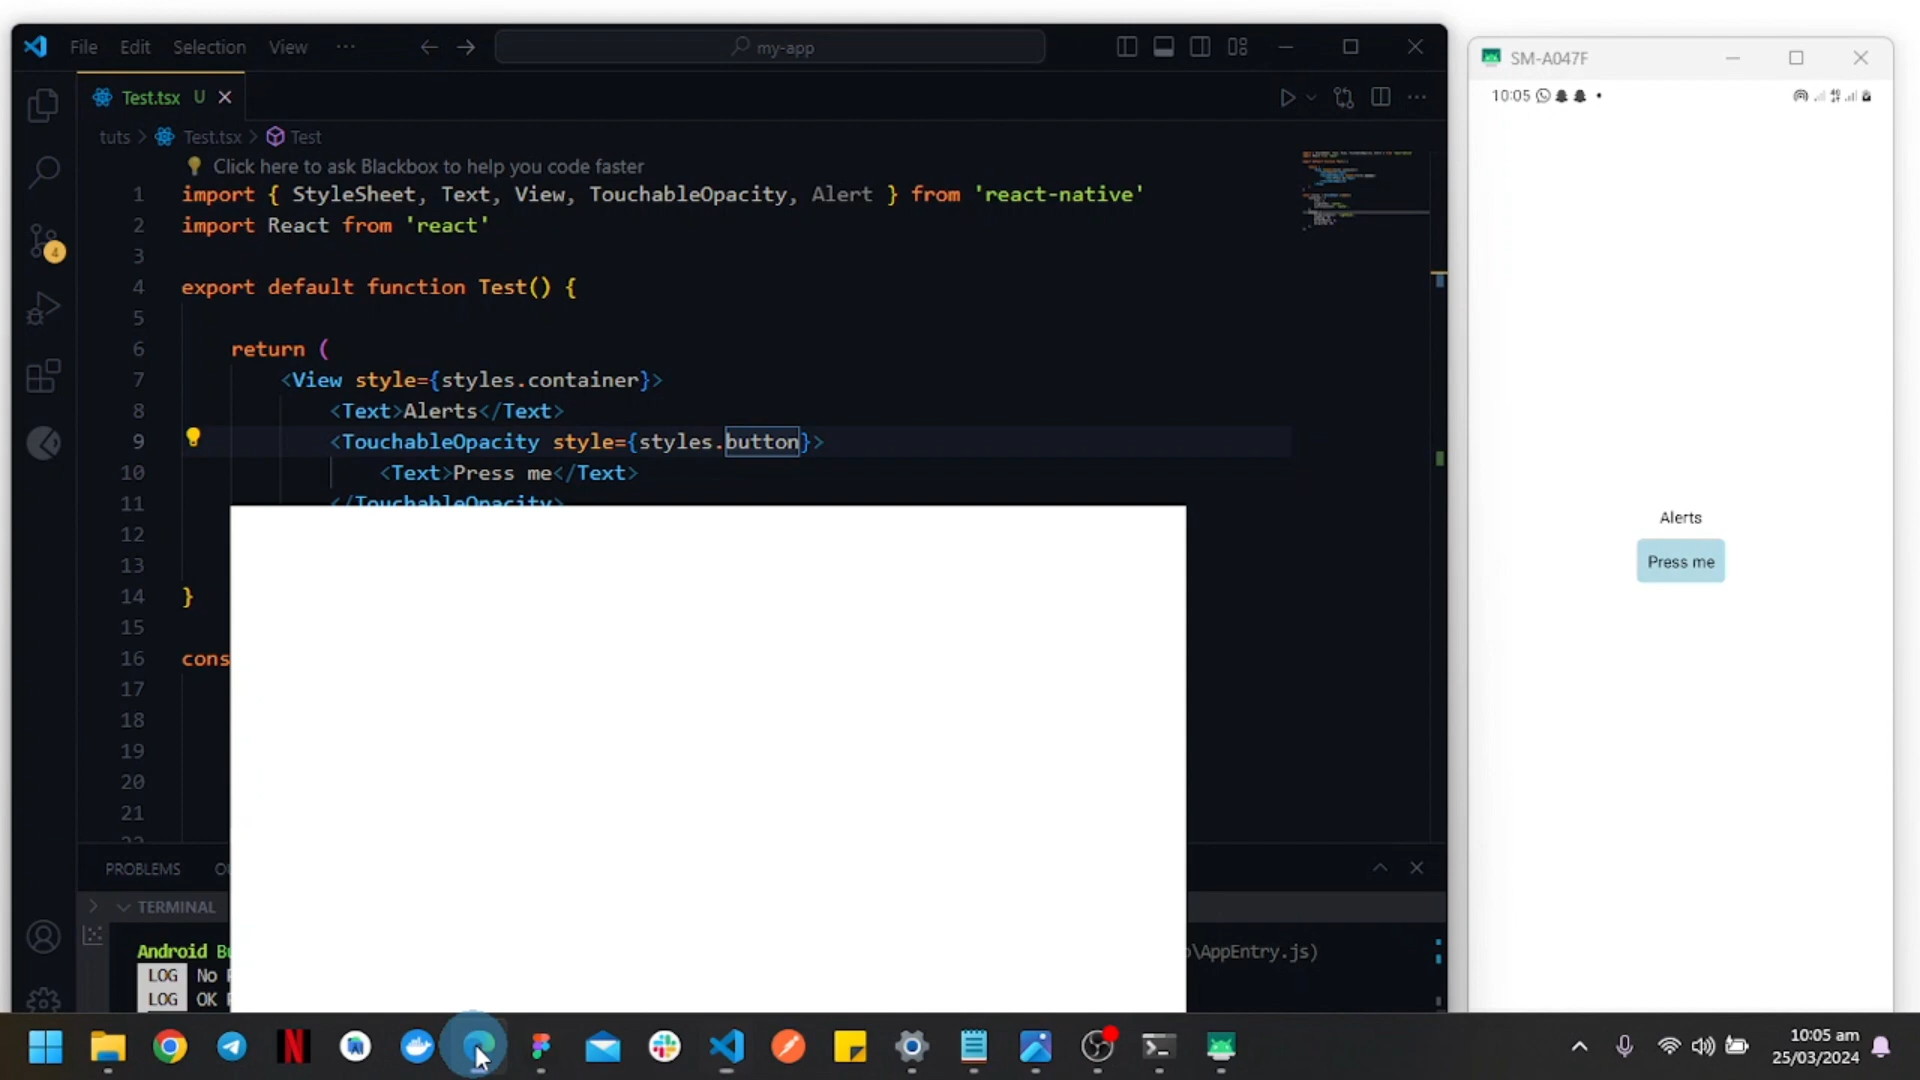 File Edit Selection View ...
my-app
Test.tsx U
tuts > Test.tsx > Test
Click here to ask Blackbox to help you code faster
1 import { StyleSheet, Text, View, TouchableOpacity, Alert } from 'react-native'
2 import React from 'react'
3
4 export default function Test() {
5
6 return (
7 <View style={styles.container}>
8 <Text>Alerts</Text>
9 <TouchableOpacity style={styles.button}>
10 <Text>Press me</Text>
11 </TouchableOpacity>
12
13
14 }
15
16 cons
17
18
19
20
21
22
4
PROBLEMS
TERMINAL
Android
\AppEntry.js)
LOG No
LOG OK
SM-A047F
10:05
Alerts
Press me
10:05 am
25/03/2024